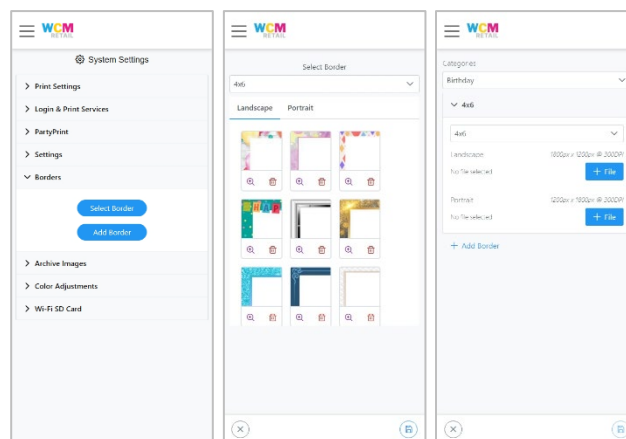 WCM
RETAIL
System Settings
Print Settings
Login & Print Services
PartyPrint
Settings
Borders
Select Border
Add Border
Archive Images
Color Adjustments
Wi-Fi SD Card
WCM
RETAIL
Select Border
4x6
Landscape Portrait
WCM
RETAIL
Categories
Birthday
4x6
4x6
Landscape 1800px x 1200px @ 300DPI
No file selected + File
Portrait 1200px x 1800px @ 300DPI
No file selected + File
+ Add Border